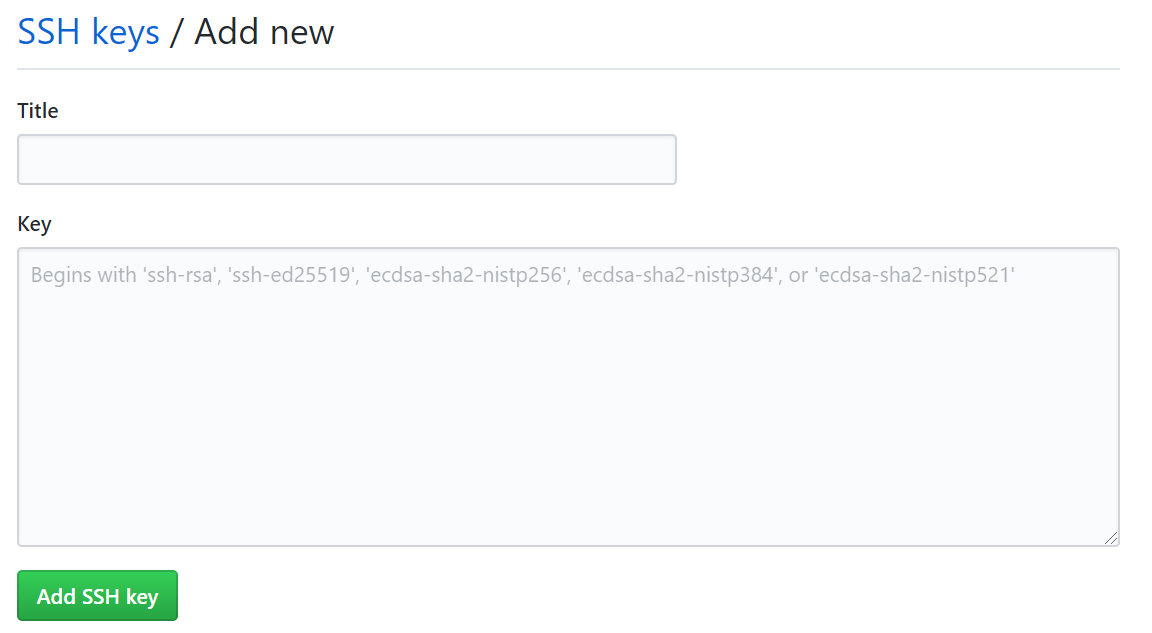 SSH keys / Add new
Title
Key
Begins with 'ssh-rsa', 'ssh-ed25519', 'ecdsa-sha2-nistp256', 'ecdsa-sha2-nistp384', or 'ecdsa-sha2-nistp521'
Add SSH key